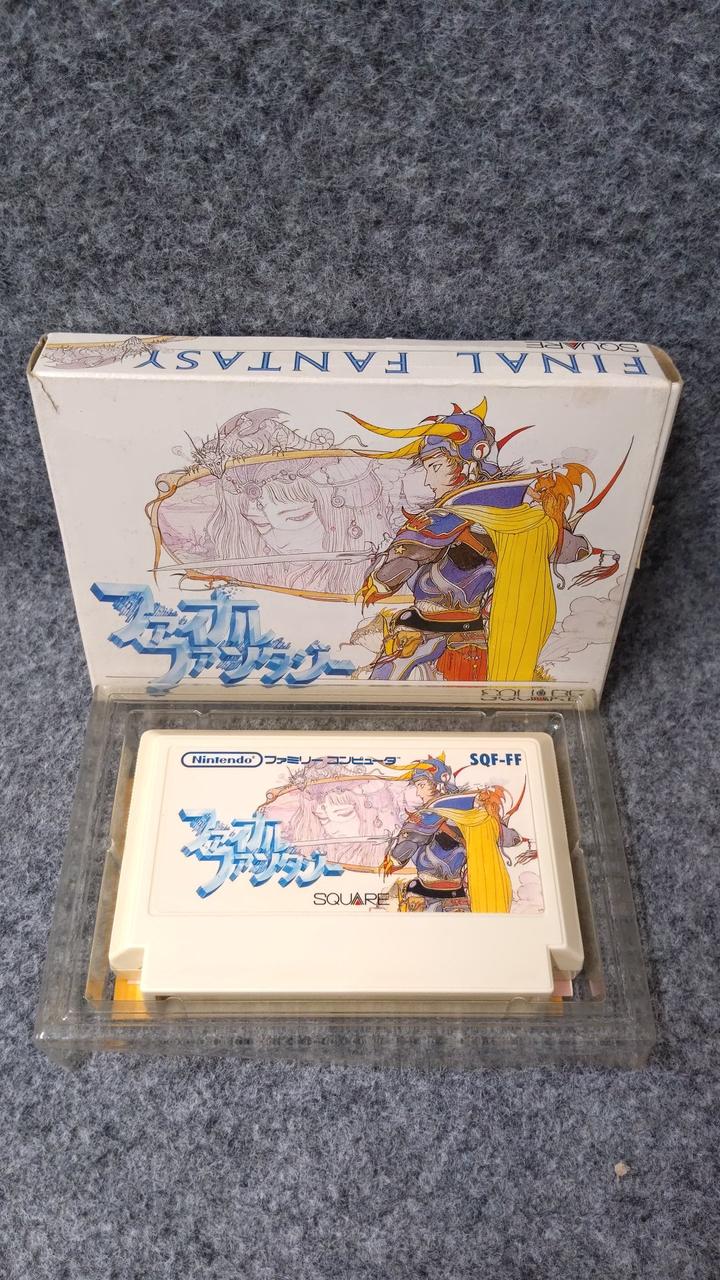 SQUARE
FINAL FANTASY
ファイナル
ファンタジー
SQUARE
Nintendo® ファミリー コンピュータ™
SQF-FF
ファイナル
ファンタジー
SQUARE